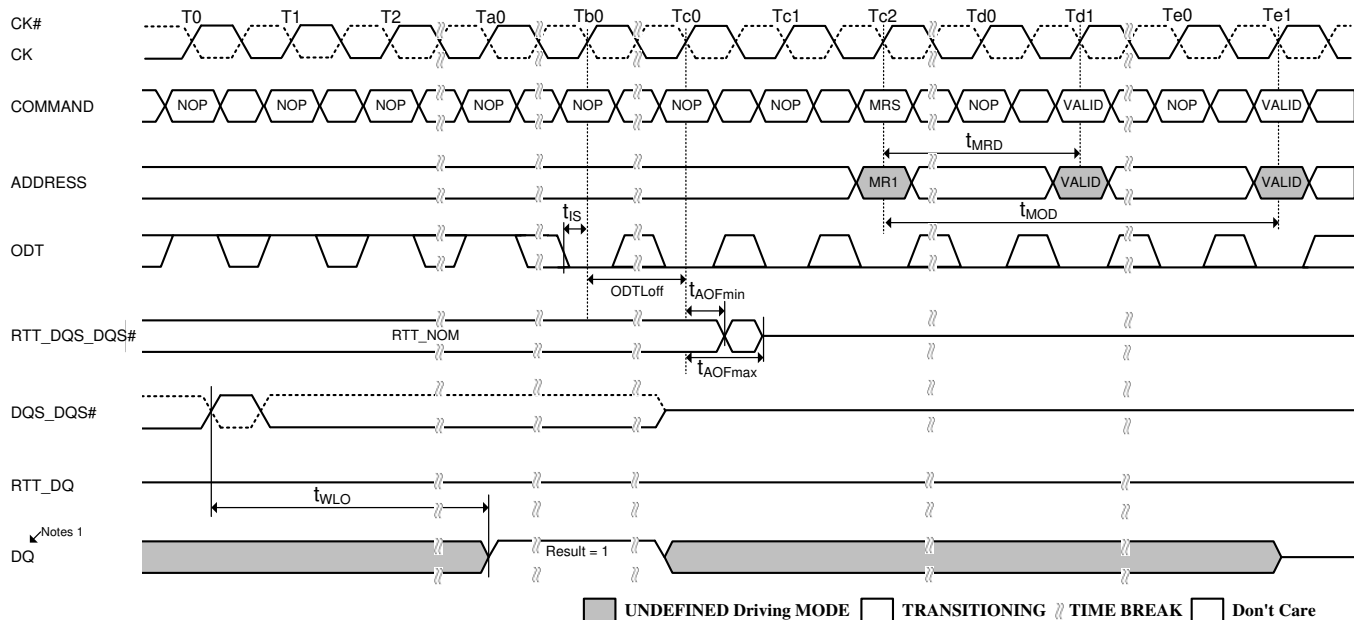 T0 T1 T2 Ta0 Tb0 Tc0 Tc1 Tc2 Td0 Td1 Te0 Te1
CK#
CK
COMMAND NOP NOP NOP NOP NOP NOP NOP MRS NOP VALID NOP VALID
tMRD
ADDRESS MR1 VALID VALID
tIS tMOD
ODT
ODTLoff tAOFmin
RTT_DQS_DQS# RTT_NOM
tAOFmax
DQS_DQS#
RTT_DQ
tWLO
Notes 1
DQ Result = 1
UNDEFINED Driving MODE TRANSITIONING TIME BREAK Don't Care